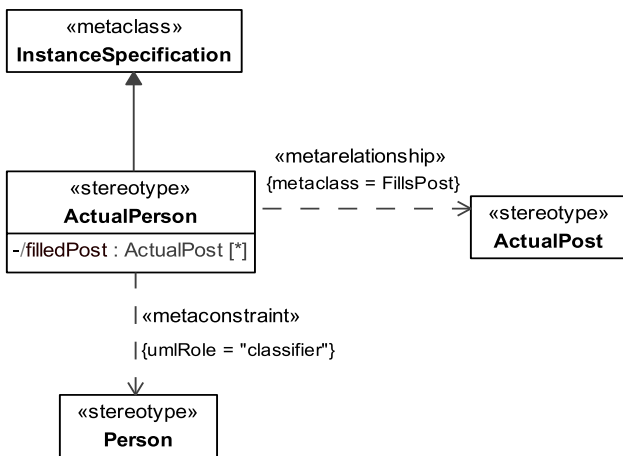 «metaclass»
InstanceSpecification
«metarelationship»
{metaclass = FillsPost}
«stereotype»
ActualPerson
-/filledPost : ActualPost [*]
«stereotype»
ActualPost
«metaconstraint»
{umlRole = "classifier"}
«stereotype»
Person